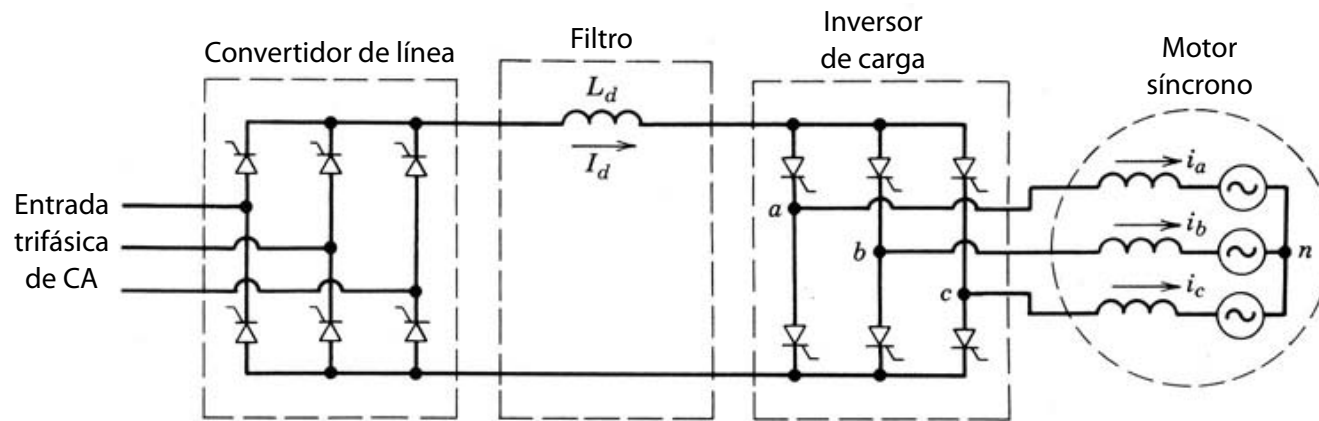 Convertidor de línea
Filtro
Inversor
de carga
Motor
síncrono
L_d
I_d
Entrada
trifásica
de CA
a
b
c
i_a
i_b
i_c
n